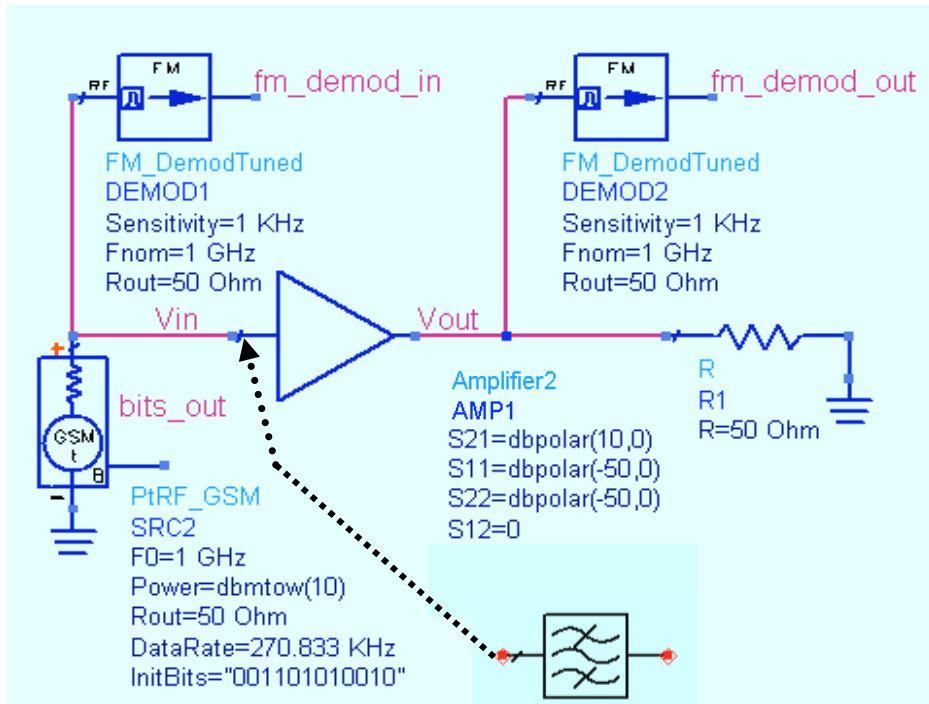 FM
RF
fm_demod_in
FM_DemodTuned
DEMOD1
Sensitivity=1 KHz
Fnom=1 GHz
Rout=50 Ohm
FM
RF
fm_demod_out
FM_DemodTuned
DEMOD2
Sensitivity=1 KHz
Fnom=1 GHz
Rout=50 Ohm
Vin
Vout
+
bits_out
GSM
t
B
-
PtRF_GSM
SRC2
F0=1 GHz
Power=dbmtow(10)
Rout=50 Ohm
DataRate=270.833 KHz
InitBits="001101010010"
Amplifier2
AMP1
S21=dbpolar(10,0)
S11=dbpolar(-50,0)
S22=dbpolar(-50,0)
S12=0
R
R1
R=50 Ohm